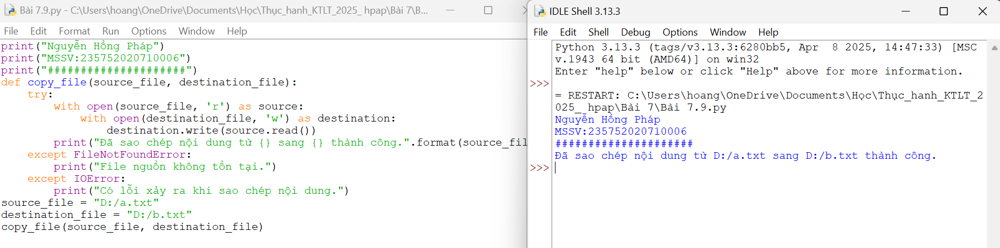 Bài 7.9.py - C:\Users\hoang\OneDrive\Documents\Học\Thục_hanh_KTLT_2025_ hpap\Bài 7\B...
File Edit Format Run Options Window Help
print("Nguyễn Hồng Pháp")
print("MSSV:235752020710006")
print("#####################")
def copy_file(source_file, destination_file):
    try:
        with open(source_file, 'r') as source:
            with open(destination_file, 'w') as destination:
                destination.write(source.read())
        print("Đã sao chép nội dung từ {} sang {} thành công.".format(source_fil
    except FileNotFoundError:
        print("File nguồn không tồn tại.")
    except IOError:
        print("Có lỗi xảy ra khi sao chép nội dung.")
source_file = "D:/a.txt"
destination_file = "D:/b.txt"
copy_file(source_file, destination_file)
IDLE Shell 3.13.3
File Edit Shell Debug Options Window Help
Python 3.13.3 (tags/v3.13.3:6280bb5, Apr  8 2025, 14:47:33) [MSC
v.1943 64 bit (AMD64)] on win32
Enter "help" below or click "Help" above for more information.
>>>
= RESTART: C:\Users\hoang\OneDrive\Documents\Học\Thục_hanh_KTLT_2
025_ hpap\Bài 7\Bài 7.9.py
Nguyễn Hồng Pháp
MSSV:235752020710006
#####################
Đã sao chép nội dung từ D:/a.txt sang D:/b.txt thành công.
>>>